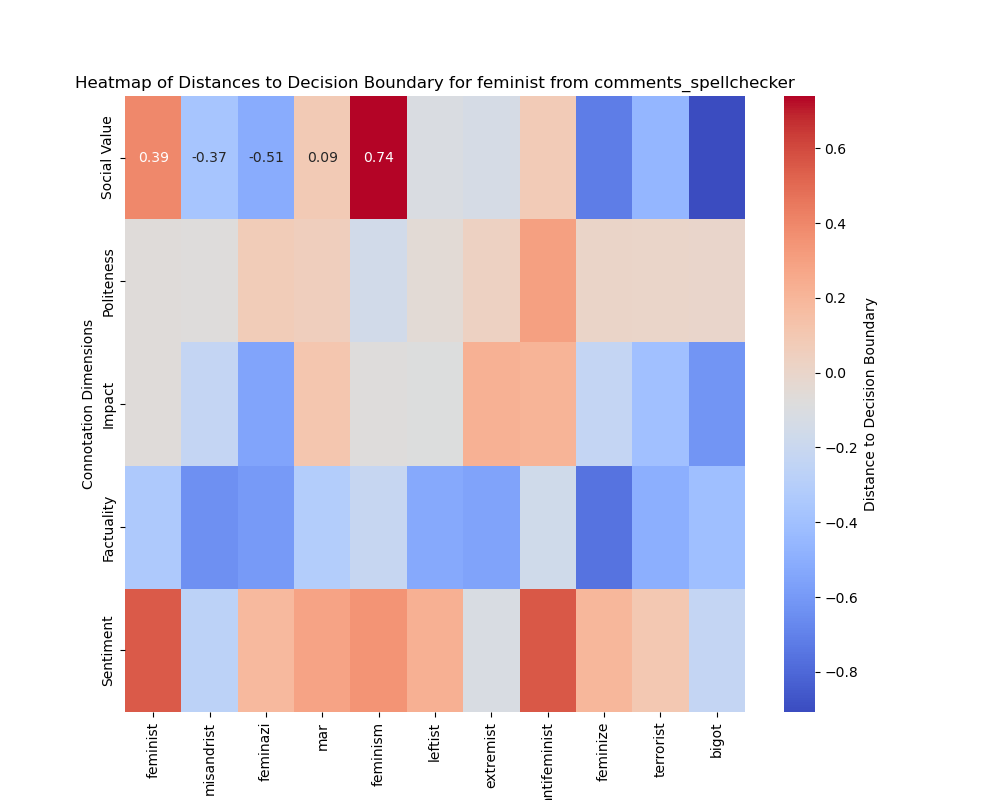 Heatmap of Distances to Decision Boundary for feminist from comments_spellchecker
Social Value
Politeness
Impact
Factuality
Sentiment
Connotation Dimensions
0.39 -0.37 -0.51 0.09 0.74
feminist
misandrist
feminazi
mar
feminism
leftist
extremist
ntifeminist
feminize
terrorist
bigot
0.6
0.4
0.2
0.0
−0.2
−0.4
−0.6
−0.8
Distance to Decision Boundary